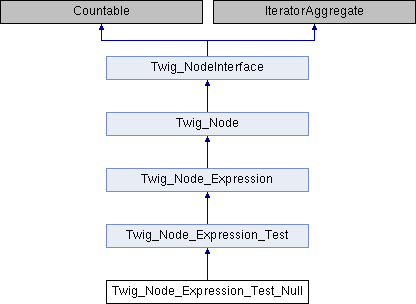 Countable
IteratorAggregate
Twig_NodeInterface
Twig_Node
Twig_Node_Expression
Twig_Node_Expression_Test
Twig_Node_Expression_Test_Null